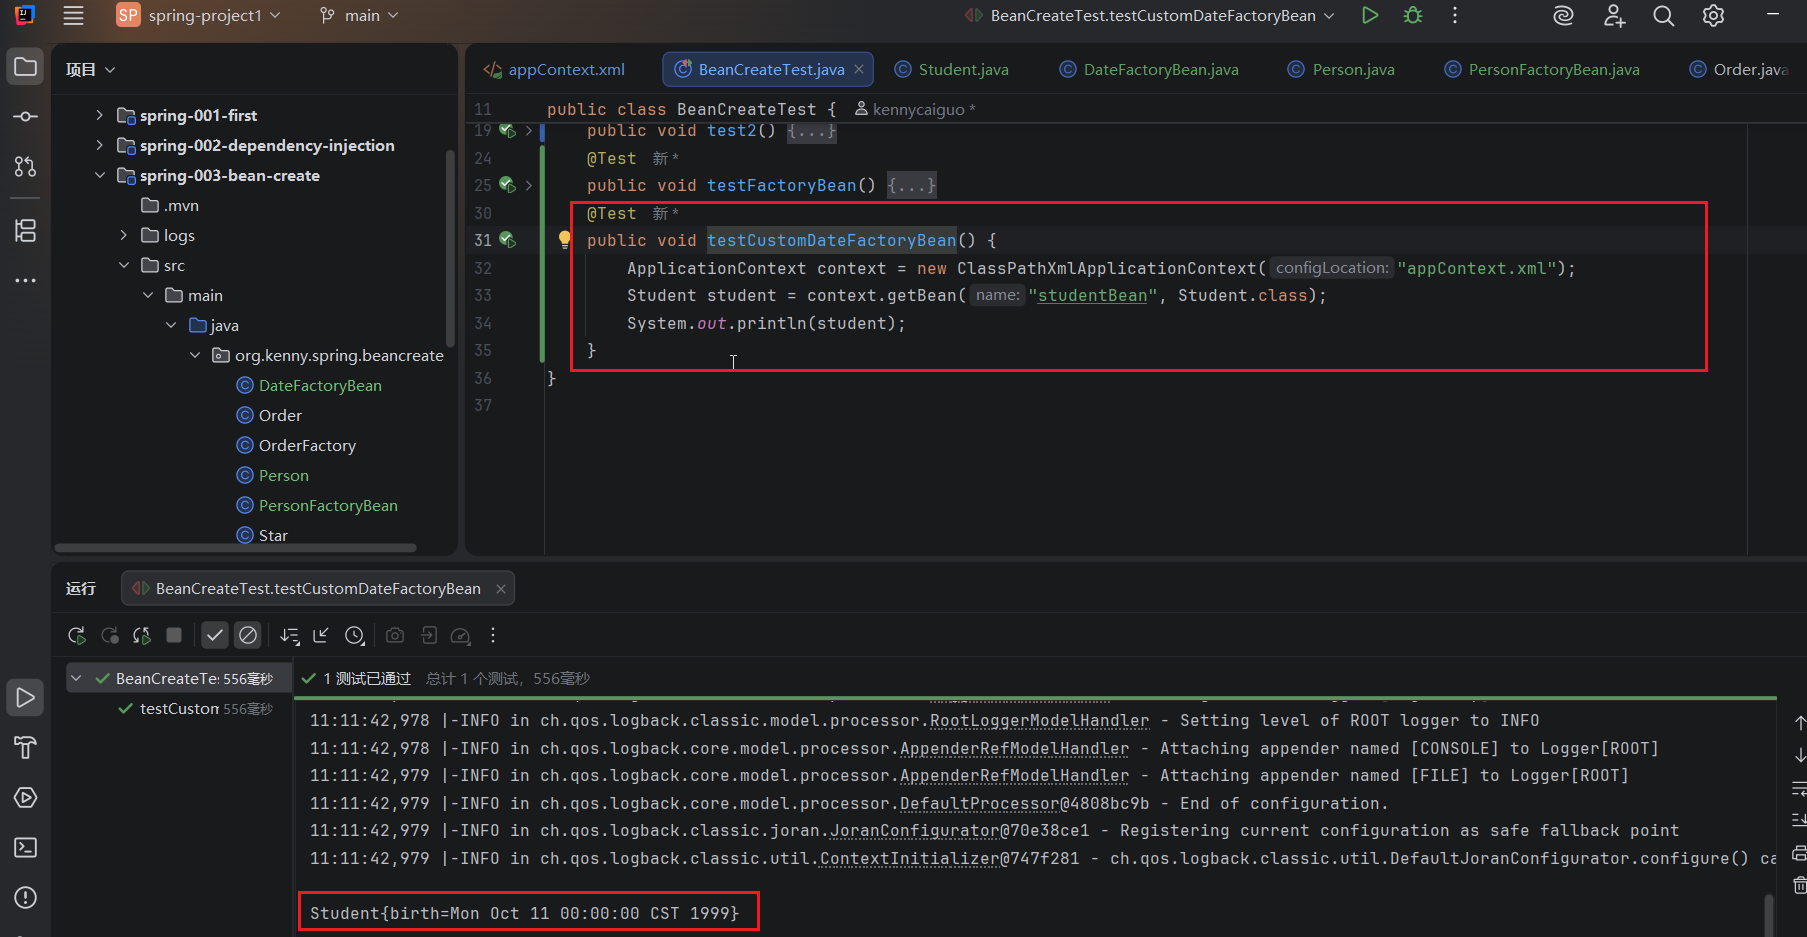 SP spring-project1 main BeanCreateTest.testCustomDateFactoryBean
项目
appContext.xml BeanCreateTest.java Student.java DateFactoryBean.java Person.java PersonFactoryBean.java Order.java
spring-001-first
spring-002-dependency-injection
spring-003-bean-create
.mvn
logs
src
main
java
org.kenny.spring.beancreate
DateFactoryBean
Order
OrderFactory
Person
PersonFactoryBean
Star
11 public class BeanCreateTest { kennycaiguo *
19 public void test2() {...}
24 @Test 新 *
25 public void testFactoryBean() {...}
30 @Test 新 *
31 public void testCustomDateFactoryBean() {
32 ApplicationContext context = new ClassPathXmlApplicationContext( configLocation: "appContext.xml");
33 Student student = context.getBean( name: "studentBean", Student.class);
34 System.out.println(student);
35 }
36 }
37
运行 BeanCreateTest.testCustomDateFactoryBean
BeanCreateTe 556毫秒
testCustom 556毫秒
1 测试已通过 总计 1 个测试, 556毫秒
11:11:42,978 |-INFO in ch.qos.logback.classic.model.processor.RootLoggerModelHandler - Setting level of ROOT logger to INFO
11:11:42,978 |-INFO in ch.qos.logback.core.model.processor.AppenderRefModelHandler - Attaching appender named [CONSOLE] to Logger[ROOT]
11:11:42,979 |-INFO in ch.qos.logback.core.model.processor.AppenderRefModelHandler - Attaching appender named [FILE] to Logger[ROOT]
11:11:42,979 |-INFO in ch.qos.logback.core.model.processor.DefaultProcessor@4808bc9b - End of configuration.
11:11:42,979 |-INFO in ch.qos.logback.classic.joran.JoranConfigurator@70e38ce1 - Registering current configuration as safe fallback point
11:11:42,979 |-INFO in ch.qos.logback.classic.util.ContextInitializer@747f281 - ch.qos.logback.classic.util.DefaultJoranConfigurator.configure() ca
Student{birth=Mon Oct 11 00:00:00 CST 1999}